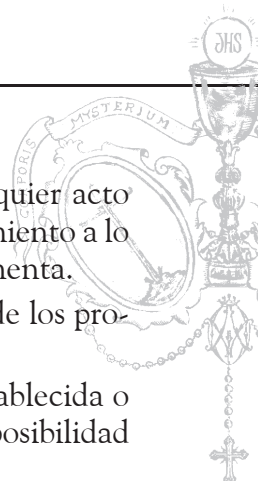 JHS
MYSTERIUM
CORPORIS
quier acto
miento a lo
menta.
de los pro-
ablecida o
posibilidad